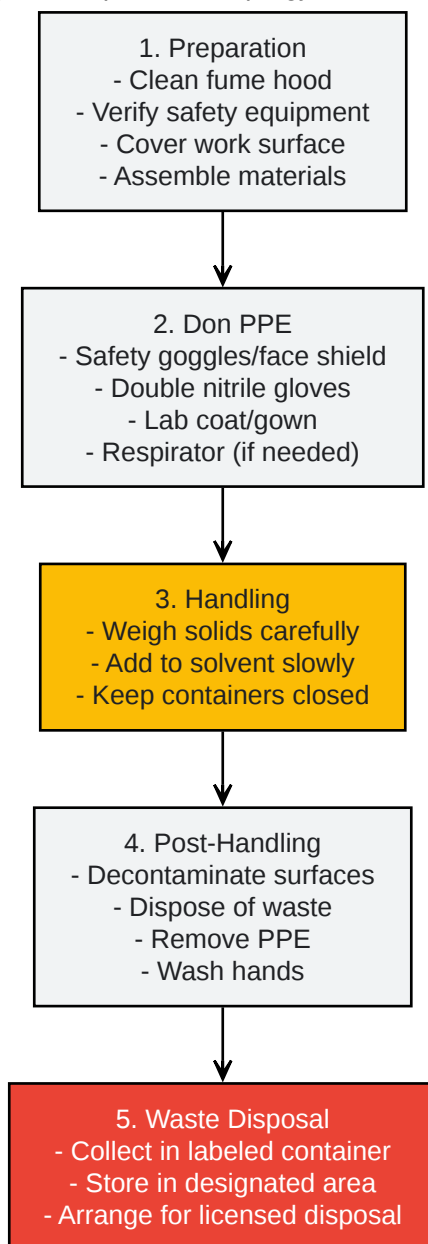 1. Preparation
- Clean fume hood
- Verify safety equipment
- Cover work surface
- Assemble materials
2. Don PPE
- Safety goggles/face shield
- Double nitrile gloves
- Lab coat/gown
- Respirator (if needed)
3. Handling
- Weigh solids carefully
- Add to solvent slowly
- Keep containers closed
4. Post-Handling
- Decontaminate surfaces
- Dispose of waste
- Remove PPE
- Wash hands
5. Waste Disposal
- Collect in labeled container
- Store in designated area
- Arrange for licensed disposal